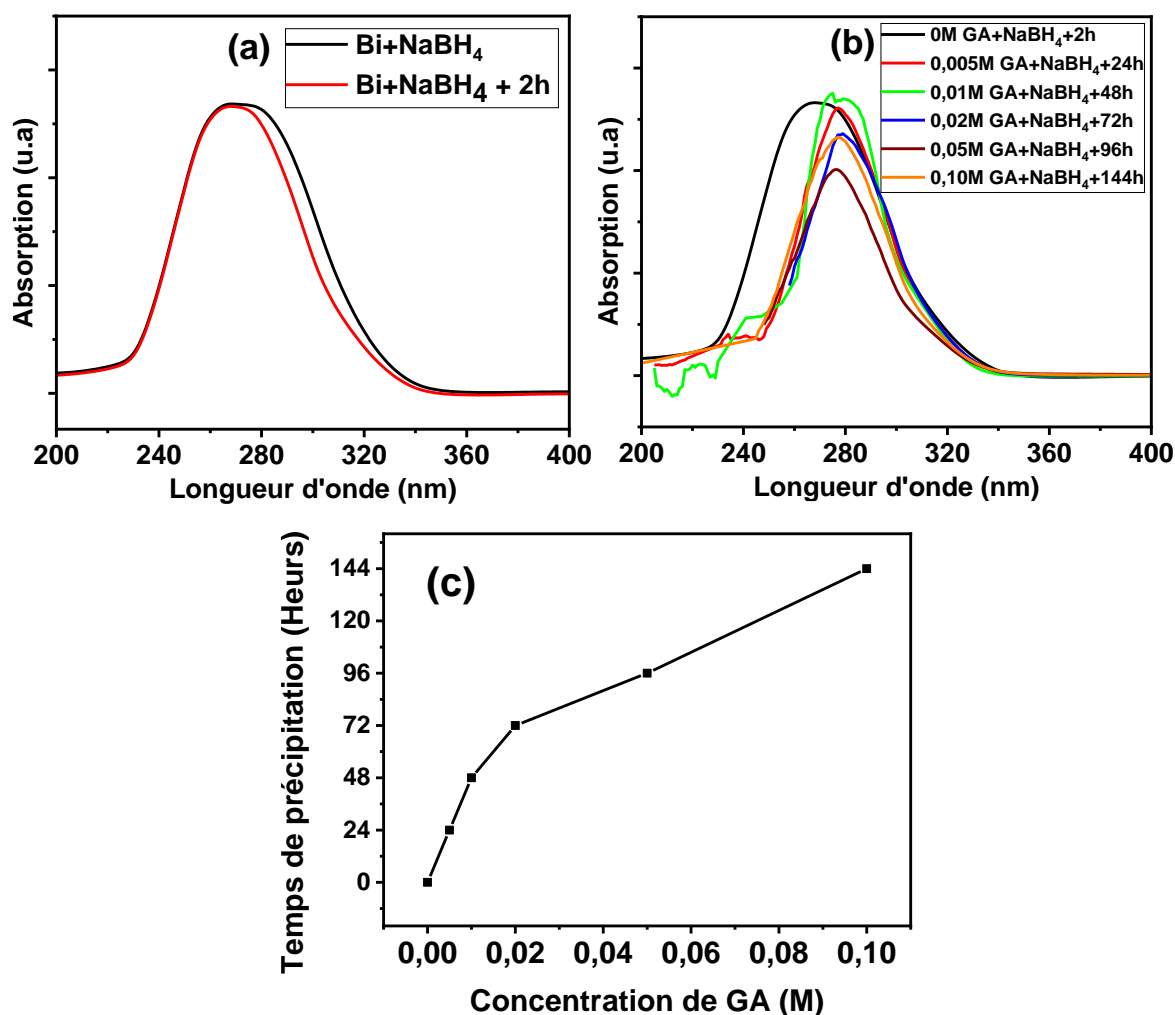 (a)
Bi+NaBH₄
Bi+NaBH₄ + 2h
Absorption (u.a)
200 240 280 320 360 400
Longueur d'onde (nm)
(b)
0M GA+NaBH₄+2h
0,005M GA+NaBH₄+24h
0,01M GA+NaBH₄+48h
0,02M GA+NaBH₄+72h
0,05M GA+NaBH₄+96h
0,10M GA+NaBH₄+144h
Absorption (u.a)
200 240 280 320 360 400
Longueur d'onde (nm)
(c)
Temps de précipitation (Heurs)
144
120
96
72
48
24
0
0,00 0,02 0,04 0,06 0,08 0,10
Concentration de GA (M)